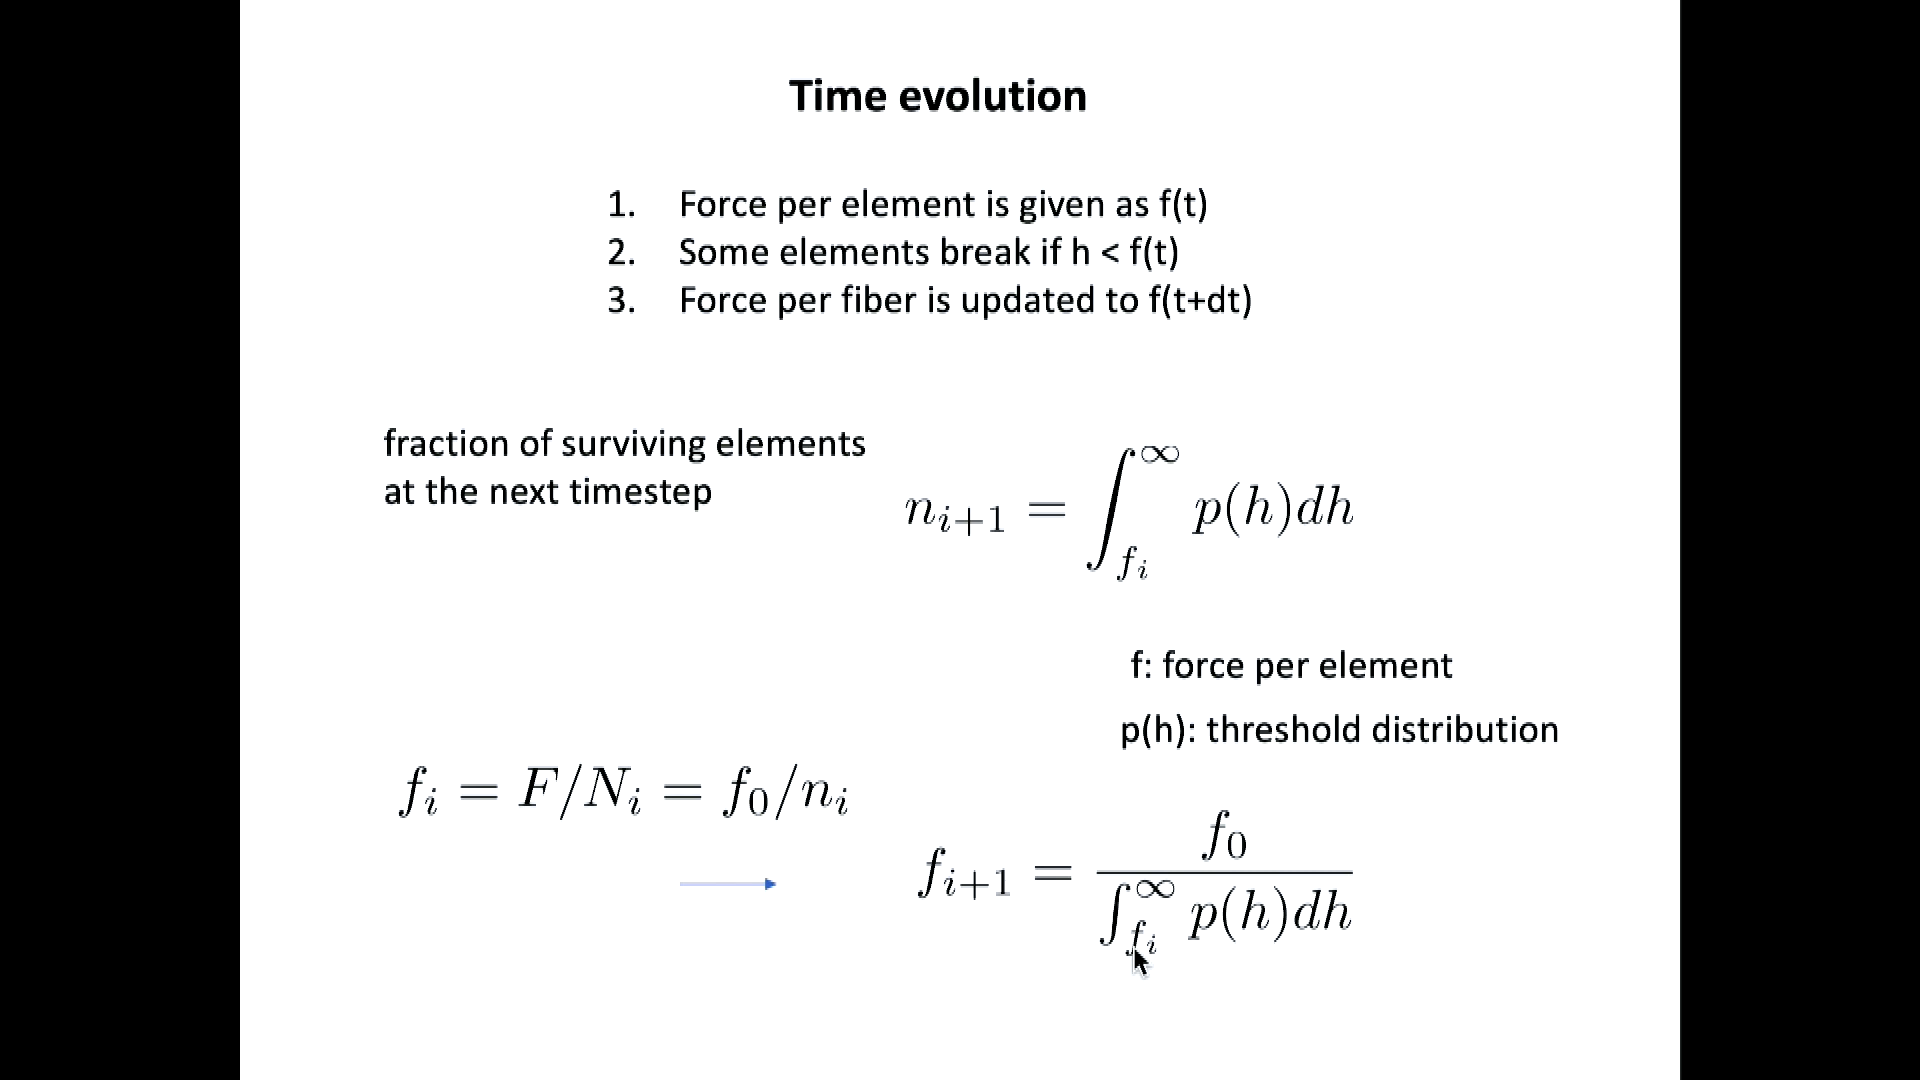 Time evolution
1. Force per element is given as f(t)
2. Some elements break if h < f(t)
3. Force per fiber is updated to f(t+dt)
fraction of surviving elements
at the next timestep
n_{i+1} = \int_{f_i}^{\infty} p(h)dh
f: force per element
p(h): threshold distribution
f_i = F/N_i = f_0/n_i
f_{i+1} = \frac{f_0}{\int_{f_i}^{\infty} p(h)dh}